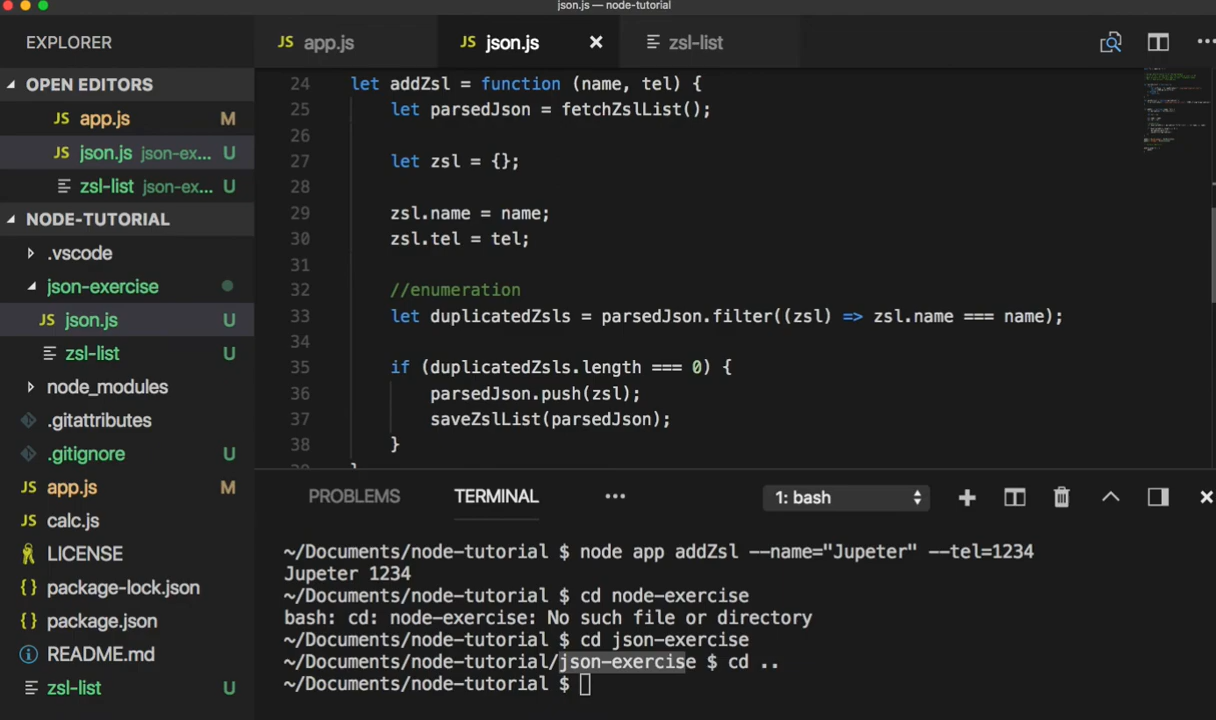 json.js — node-tutorial
EXPLORER
JS app.js
JS json.js
zsl-list
OPEN EDITORS
JS app.js M
JS json.js json-ex... U
zsl-list json-ex... U
NODE-TUTORIAL
.vscode
json-exercise
JS json.js U
zsl-list U
node_modules
.gitattributes
.gitignore U
JS app.js M
JS calc.js
LICENSE
{} package-lock.json
{} package.json
README.md
zsl-list U
24 let addZsl = function (name, tel) {
25 let parsedJson = fetchZslList();
26
27 let zsl = {};
28
29 zsl.name = name;
30 zsl.tel = tel;
31
32 //enumeration
33 let duplicatedZsls = parsedJson.filter((zsl) => zsl.name === name);
34
35 if (duplicatedZsls.length === 0) {
36 parsedJson.push(zsl);
37 saveZslList(parsedJson);
38 }
PROBLEMS TERMINAL ... 1: bash
~/Documents/node-tutorial $ node app addZsl --name="Jupeter" --tel=1234
Jupeter 1234
~/Documents/node-tutorial $ cd node-exercise
bash: cd: node-exercise: No such file or directory
~/Documents/node-tutorial $ cd json-exercise
~/Documents/node-tutorial/json-exercise $ cd ..
~/Documents/node-tutorial $